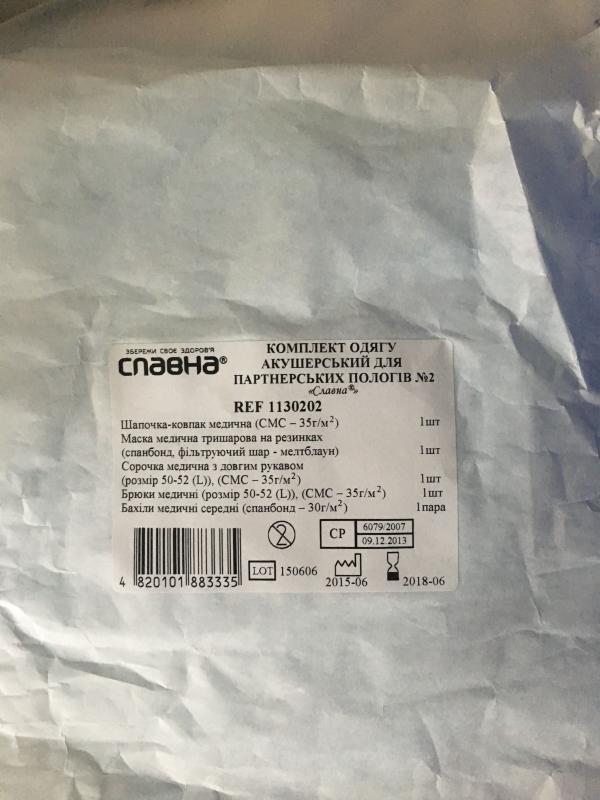 ЗБЕРЕЖИ СВОЄ ЗДОРОВ'Я
СЛАВНА®
КОМПЛЕКТ ОДЯГУ
АКУШЕРСЬКИЙ ДЛЯ
ПАРТНЕРСЬКИХ ПОЛОГІВ №2
«Славна®»
REF 1130202
Шапочка-ковпак медична (СМС – 35г/м²) 1шт
Маска медична тришарова на резинках
(спанбонд, фільтруючий шар - мелтблаун) 1шт
Сорочка медична з довгим рукавом
(розмір 50-52 (L)), (СМС – 35г/м²) 1шт
Брюки медичні (розмір 50-52 (L)), (СМС – 35г/м²) 1шт
Бахіли медичні середні (спанбонд – 30г/м²) 1пара
2
СР 6079/2007
09.12.2013
LOT 150606
2015-06
2018-06
4 820101 883335